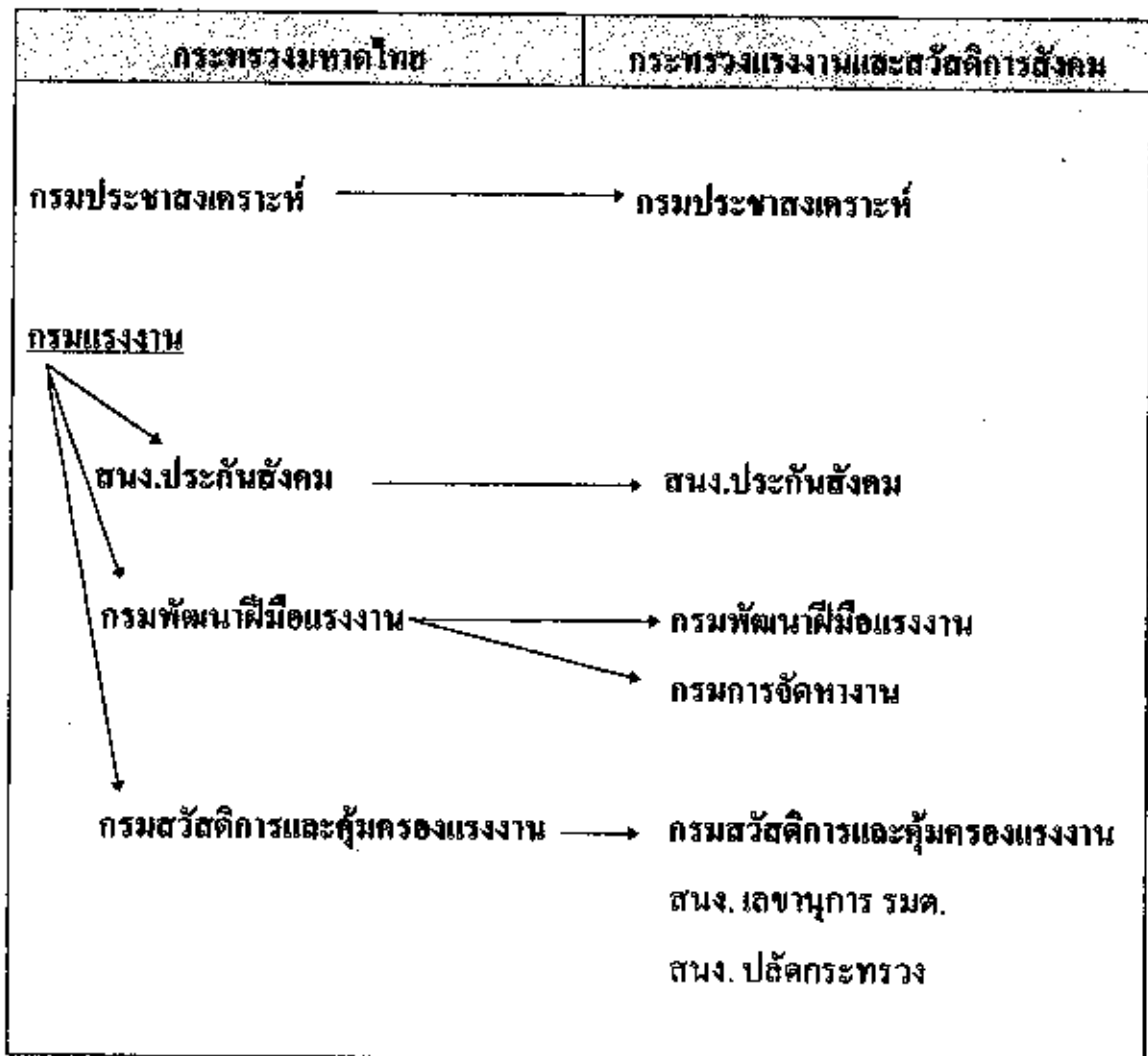 กระทรวงมหาดไทย กระทรวงแรงงานและสวัสดิการสังคม
กรมประชาสงเคราะห์ กรมประชาสงเคราะห์
กรมแรงงาน
สนง.ประกันสังคม สนง.ประกันสังคม
กรมพัฒนาฝีมือแรงงาน กรมพัฒนาฝีมือแรงงาน
กรมการจัดหางาน
กรมสวัสดิการและคุ้มครองแรงงาน กรมสวัสดิการและคุ้มครองแรงงาน
สนง. เลขานุการ รมต.
สนง. ปลัดกระทรวง